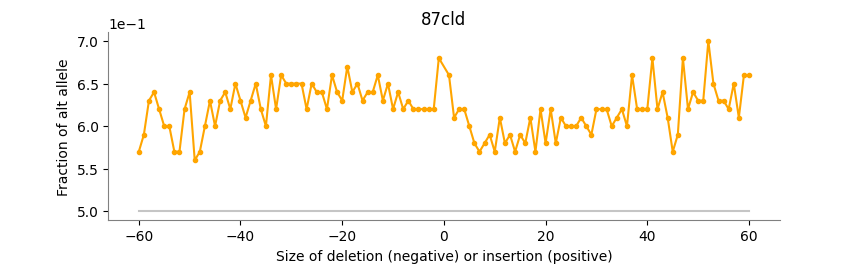 87cld
1e−1
7.0
6.5
6.0
5.5
5.0
Fraction of alt allele
−60 −40 −20 0 20 40 60
Size of deletion (negative) or insertion (positive)